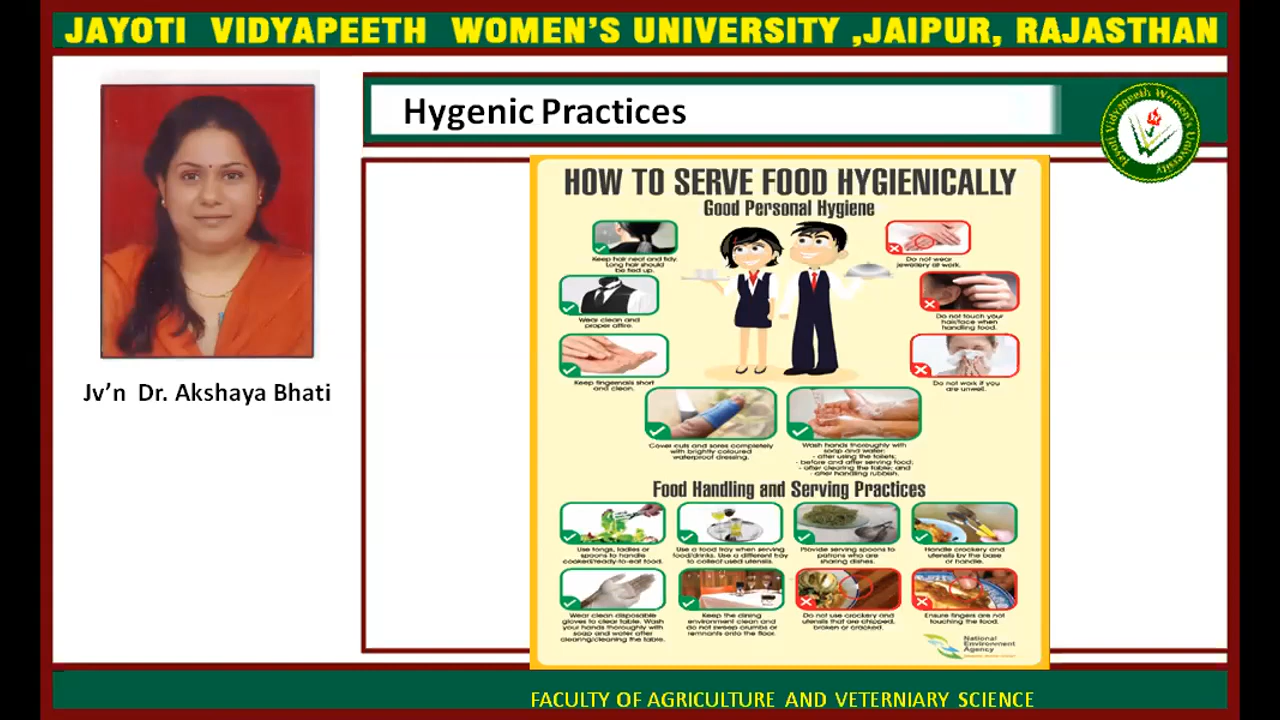 JAYOTI VIDYAPEETH WOMEN'S UNIVERSITY ,JAIPUR, RAJASTHAN
Hygenic Practices
Jayoti Vidyapeeth Women's University
Jv'n Dr. Akshaya Bhati
HOW TO SERVE FOOD HYGIENICALLY
Good Personal Hygiene
Keep hair neat and tidy.
Long hair should
be tied up.
Do not wear
jewellery at work.
Wear clean and
proper attire.
Do not touch your
hair/face when
handling food.
Keep fingernails short
and clean.
Do not work if you
are unwell.
Cover cuts and sores completely
with brightly coloured
waterproof dressing.
Wash hands thoroughly with
soap and water:
- after using the toilets;
- before and after serving food;
- after clearing the table; and
- after handling rubbish.
Food Handling and Serving Practices
Use tongs, ladles or
spoons to handle
cooked/ready-to-eat food.
Use a food tray when serving
food/drinks. Use a different tray
to collect used utensils.
Provide serving spoons to
patrons who are
sharing dishes.
Handle crockery and
utensils by the base
or handle.
Wear clean disposable
gloves to clear table. Wash
your hands thoroughly with
soap and water after
clearing/cleaning the table.
Keep the dining
environment clean and
do not sweep crumbs or
remnants onto the floor.
Do not use crockery and
utensils that are chipped,
broken or cracked.
Ensure fingers are not
touching the food.
National
Environment
Agency
FACULTY OF AGRICULTURE AND VETERNIARY SCIENCE